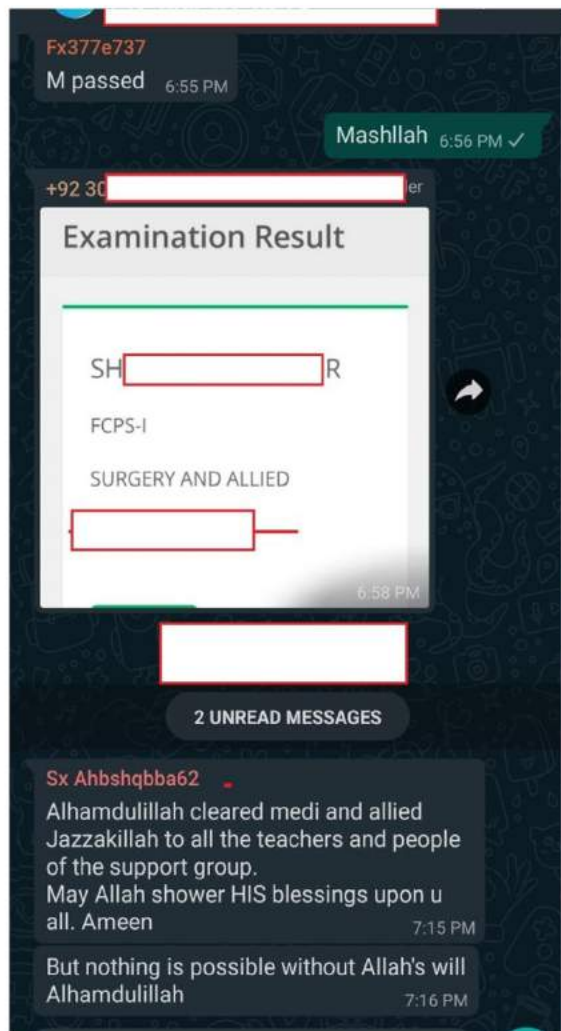 Fx377e737
M passed 6:55 PM
Mashllah 6:56 PM
+92 30 er
Examination Result
SH R
FCPS-I
SURGERY AND ALLIED
6:58 PM
2 UNREAD MESSAGES
Sx Ahbshqbba62
Alhamdulillah cleared medi and allied
Jazzakillah to all the teachers and people
of the support group.
May Allah shower HIS blessings upon u
all. Ameen 7:15 PM
But nothing is possible without Allah's will
Alhamdulillah 7:16 PM